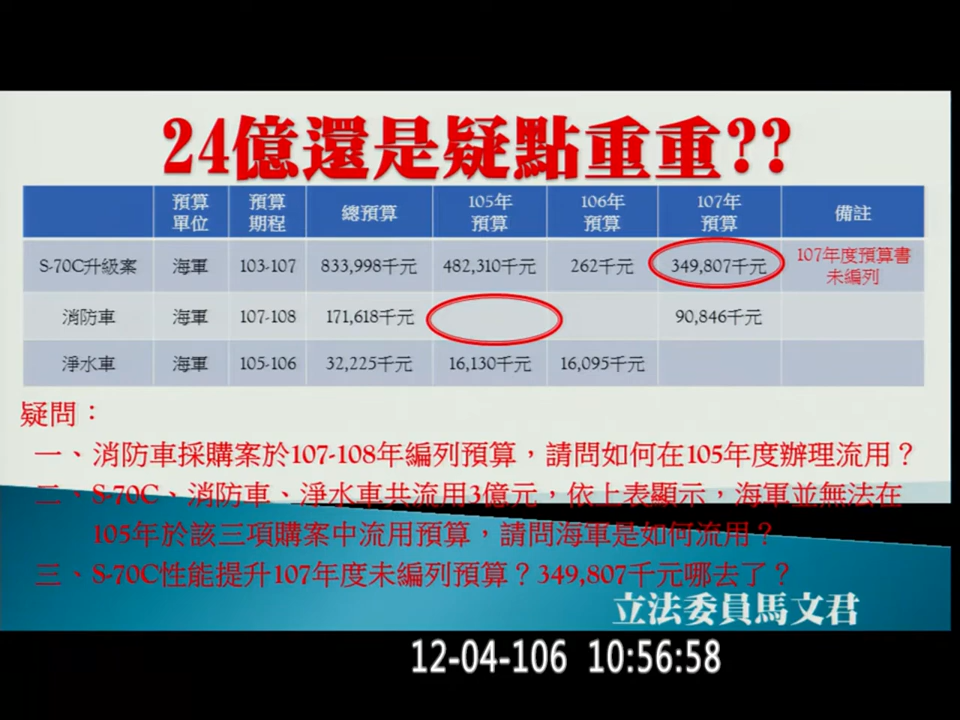 24億還是疑點重重??
預算單位 預算期程 總預算 105年預算 106年預算 107年預算 備註
S-70C升級案 海軍 103-107 833,998千元 482,310千元 262千元 349,807千元 107年度預算書未編列
消防車 海軍 107-108 171,618千元 90,846千元
淨水車 海軍 105-106 32,225千元 16,130千元 16,095千元
疑問：
一、消防車採購案於107-108年編列預算，請問如何在105年度辦理流用？
二、S-70C、消防車、淨水車共流用3億元，依上表顯示，海軍並無法在
105年於該三項購案中流用預算，請問海軍是如何流用？
三、S-70C性能提升107年度未編列預算？349,807千元哪去了？
立法委員馬文君
12-04-106 10:56:58